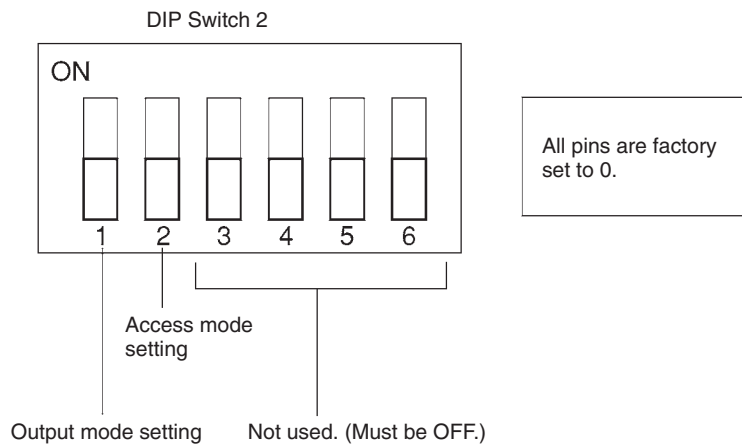 DIP Switch 2
ON
1 2 3 4 5 6
All pins are factory
set to 0.
Access mode
setting
Output mode setting
Not used. (Must be OFF.)